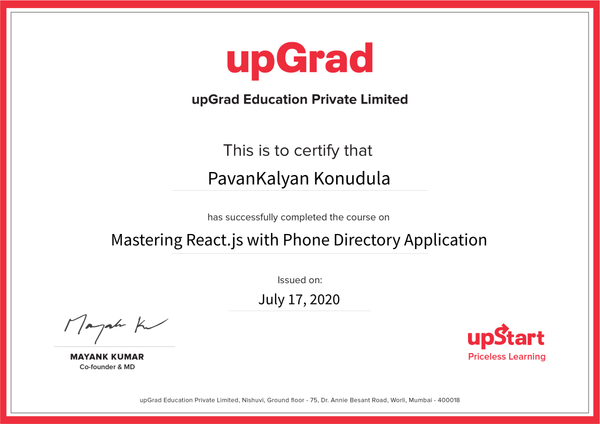 upGrad
upGrad Education Private Limited
This is to certify that
PavanKalyan Konudula
has successfully completed the course on
Mastering React.js with Phone Directory Application
Issued on:
July 17, 2020
Mayank Ku
MAYANK KUMAR
Co-founder & MD
upStart
Priceless Learning
upGrad Education Private Limited, Nishuvi, Ground floor - 75, Dr. Annie Besant Road, Worli, Mumbai - 400018